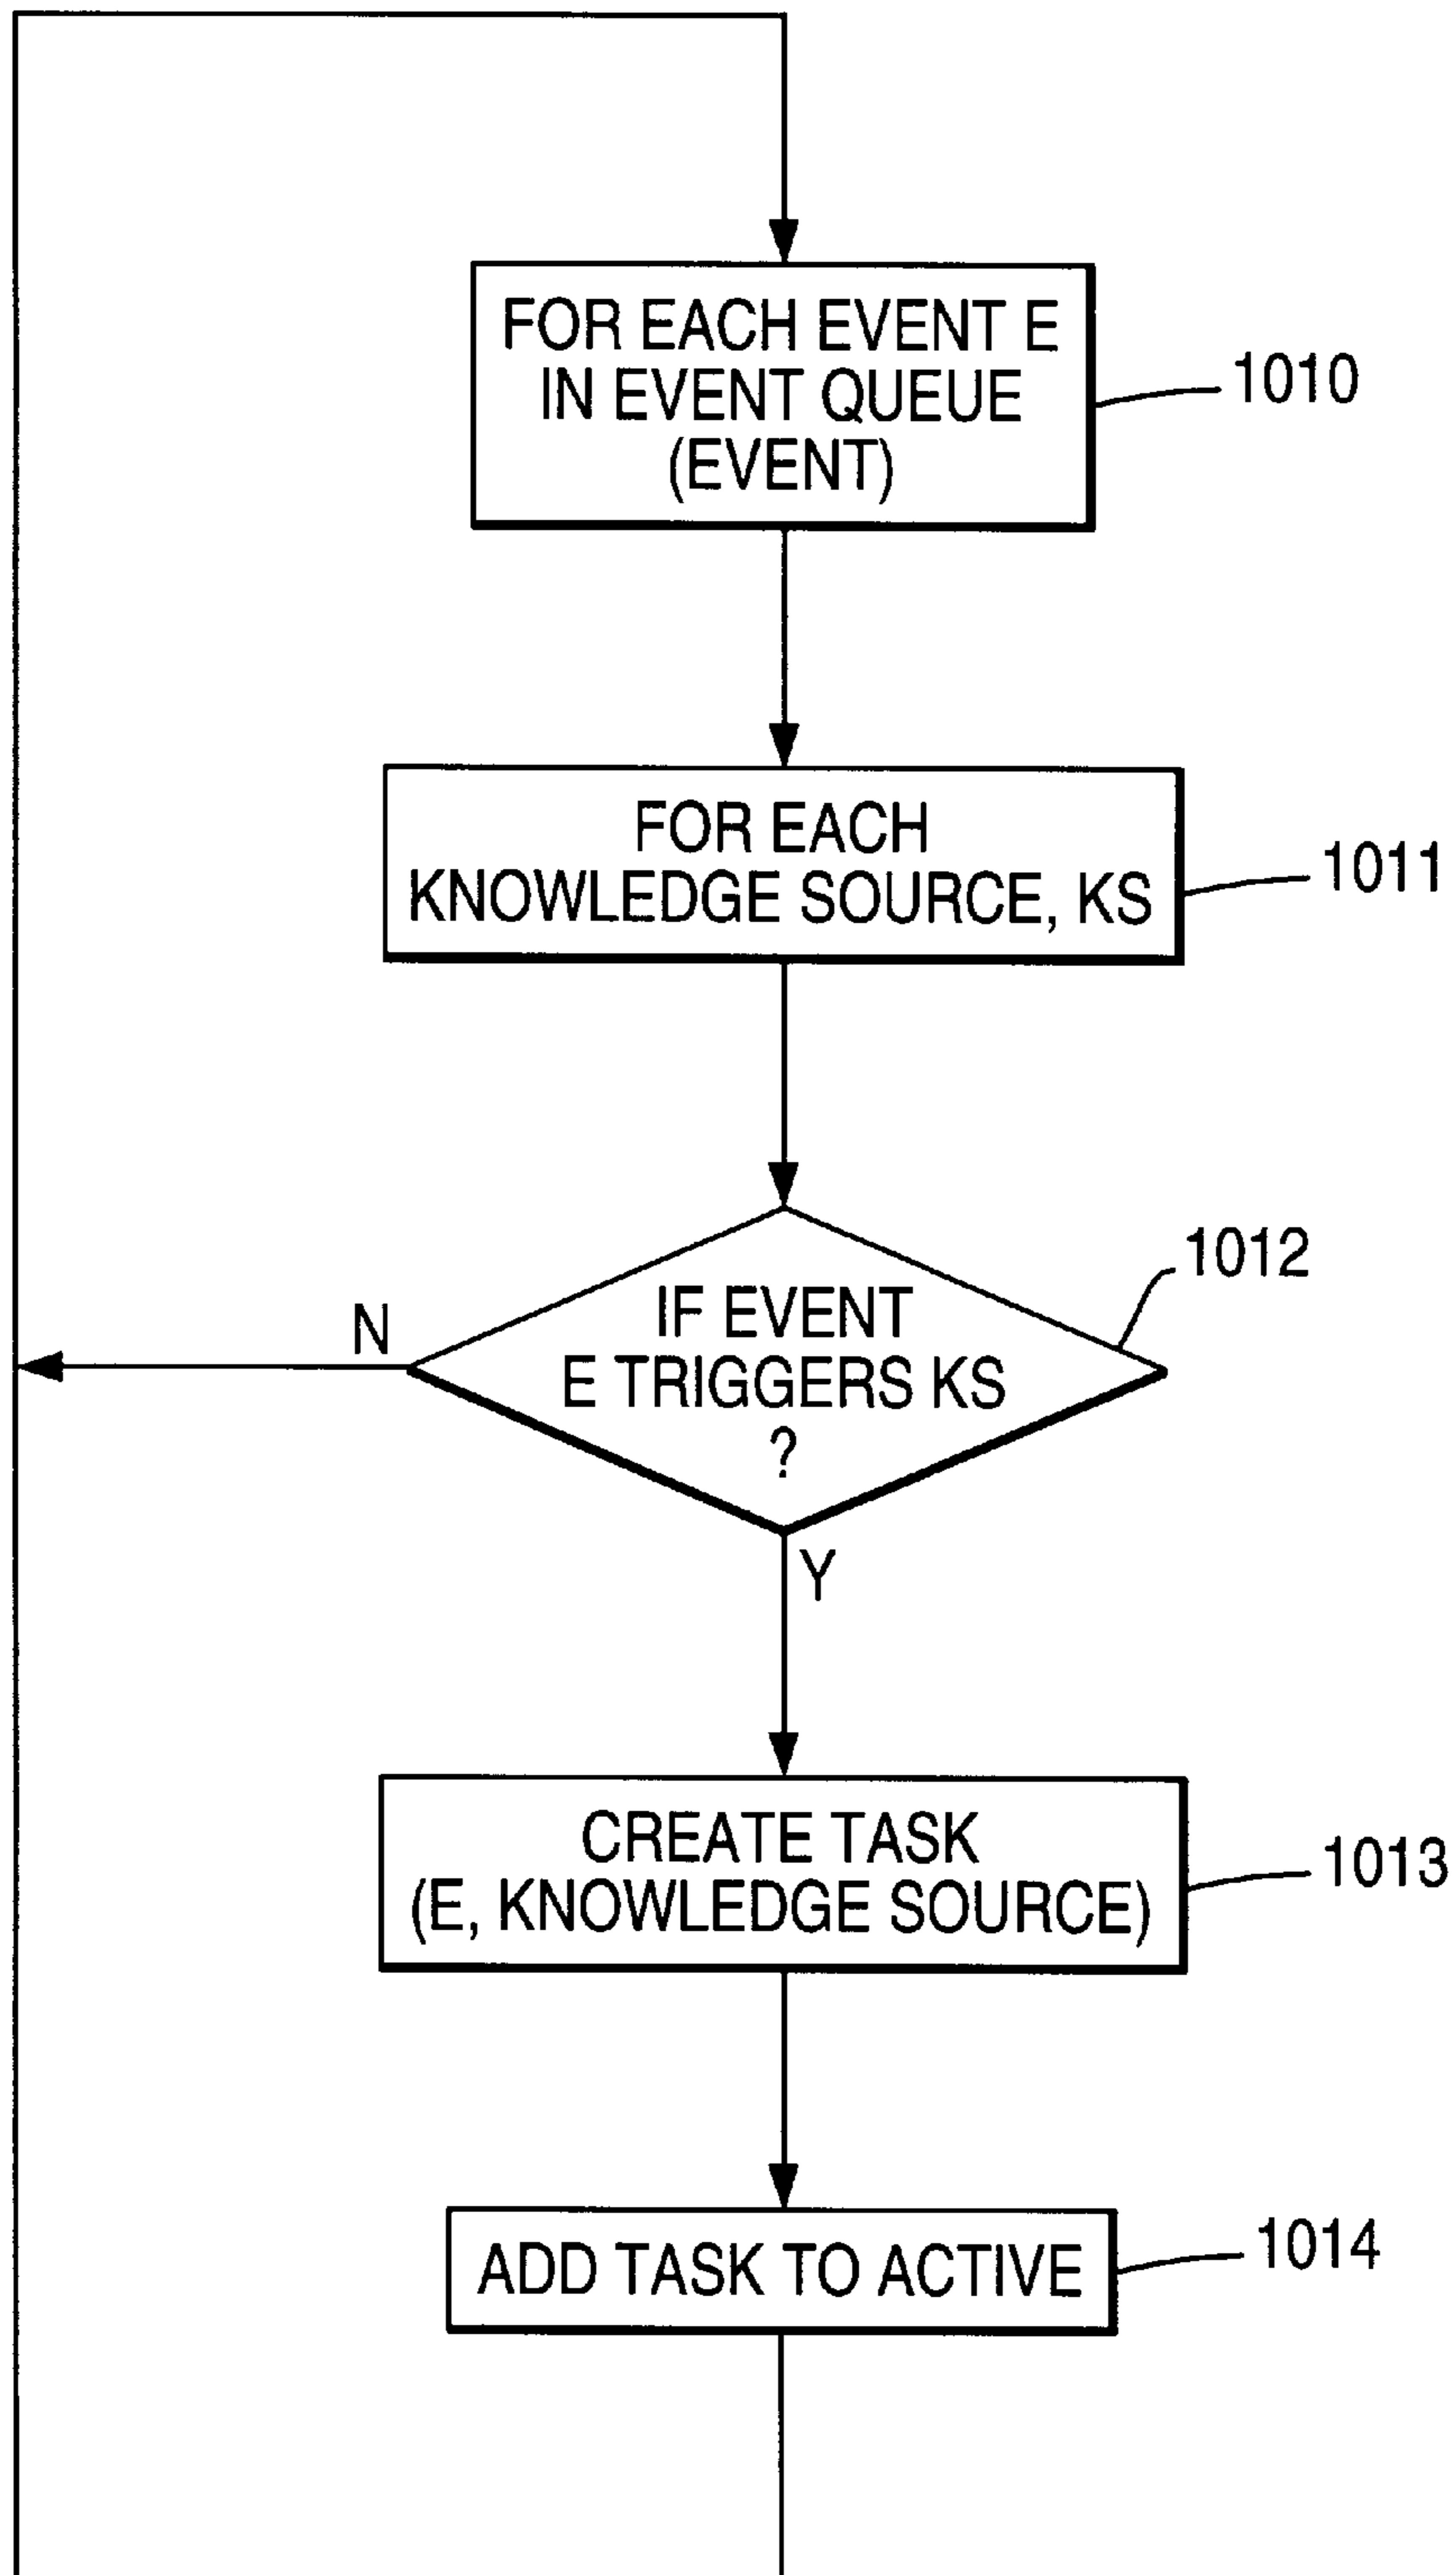 FOR EACH EVENT E
IN EVENT QUEUE
(EVENT)
1010
FOR EACH
KNOWLEDGE SOURCE, KS
1011
IF EVENT
E TRIGGERS KS
?
1012
N
Y
CREATE TASK
(E, KNOWLEDGE SOURCE)
1013
ADD TASK TO ACTIVE
1014